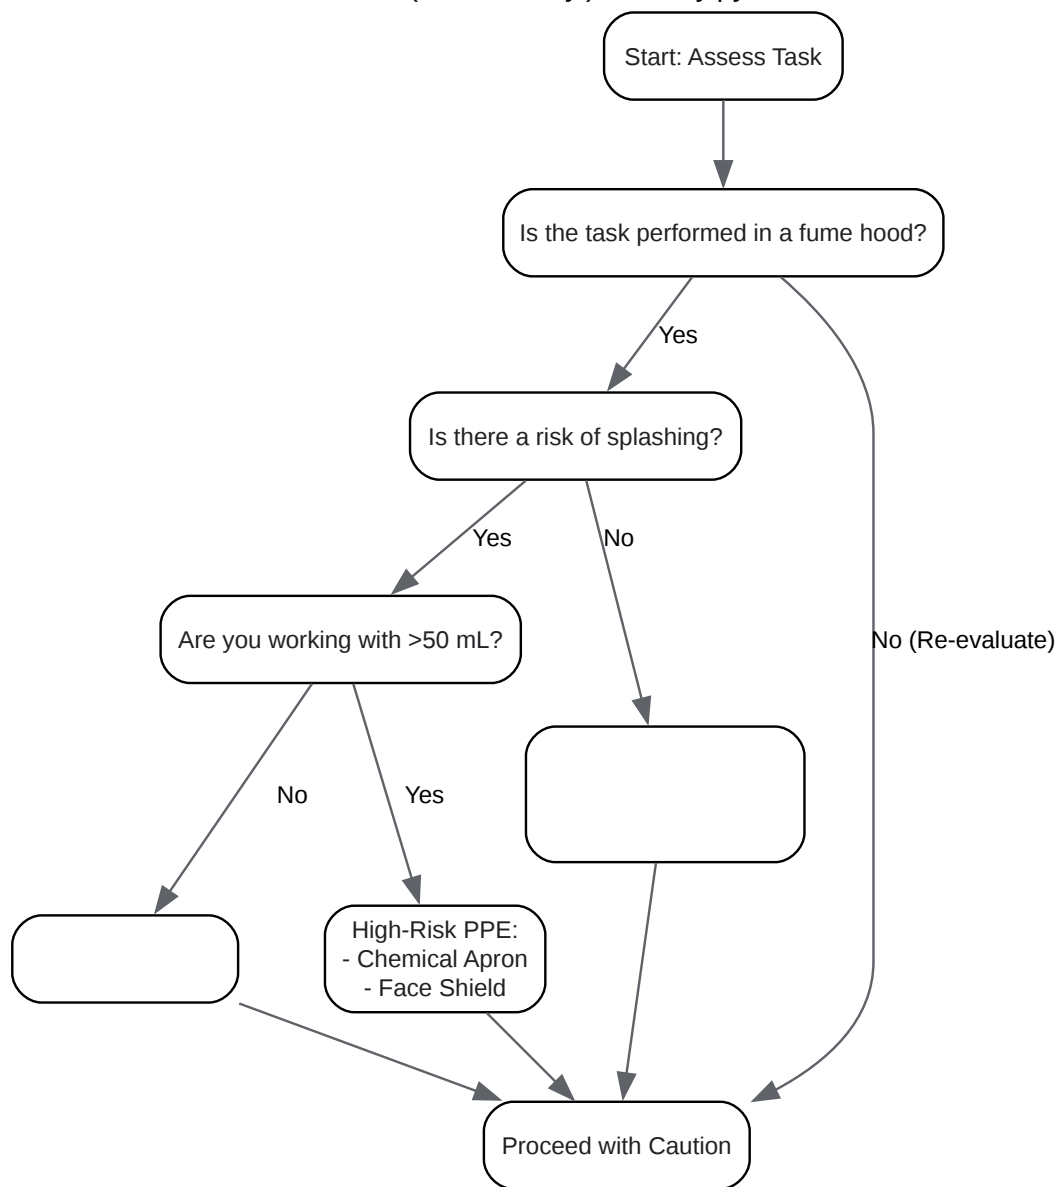 Start: Assess Task
Is the task performed in a fume hood?
Yes
Is there a risk of splashing?
Yes
No
Are you working with >50 mL?
No (Re-evaluate)
No
Yes
High-Risk PPE:
- Chemical Apron
- Face Shield
Proceed with Caution